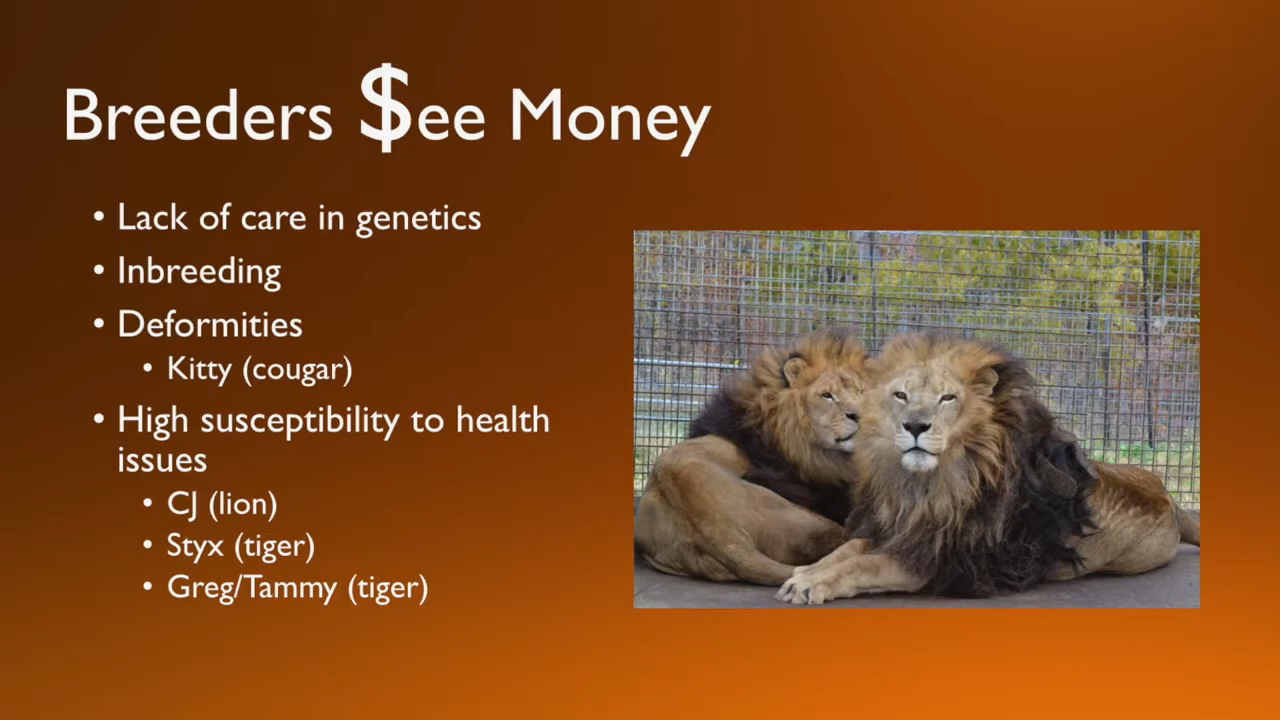 Breeders $ee Money
• Lack of care in genetics
• Inbreeding
• Deformities
• Kitty (cougar)
• High susceptibility to health
issues
• CJ (lion)
• Styx (tiger)
• Greg/Tammy (tiger)